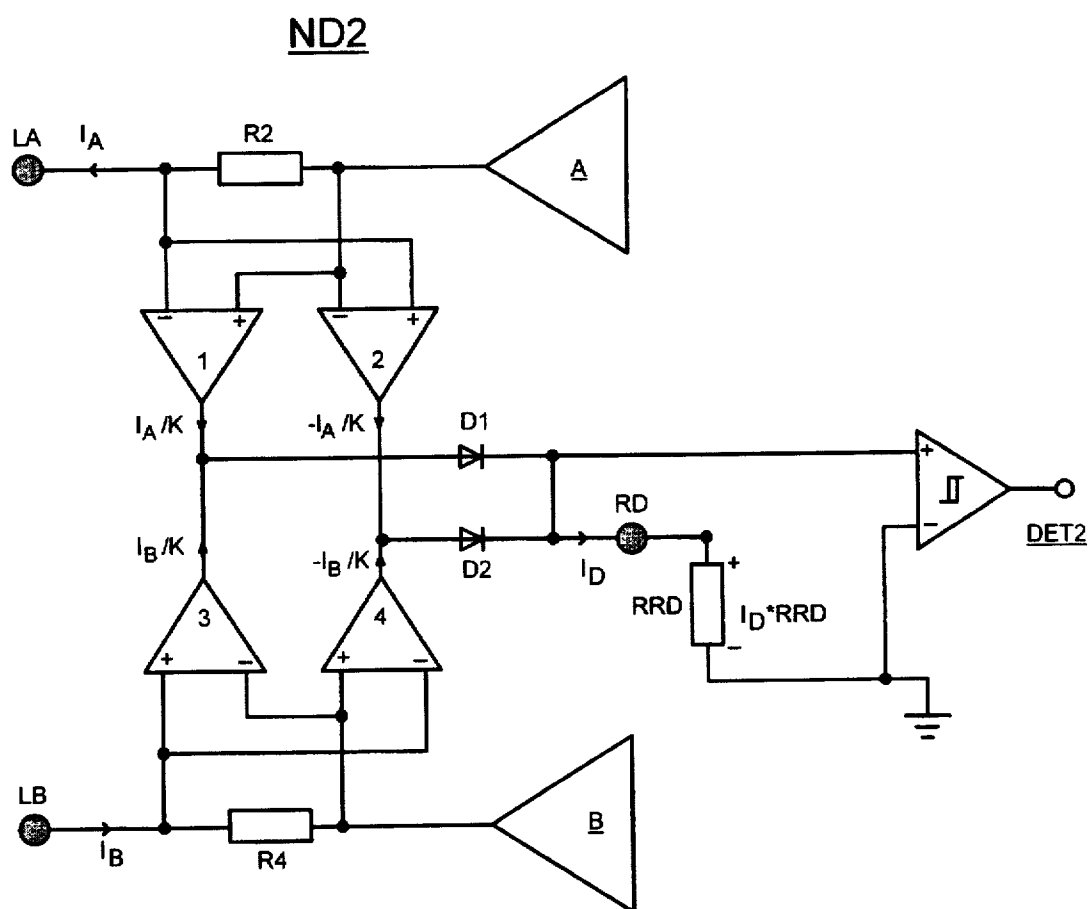 ND2
LA
I_A
R2
A
− +
− +
1
2
I_A/K
-I_A/K
D1
+
−
DET2
RD
I_D
D2
I_B/K
-I_B/K
3
4
+ −
+ −
RRD
+
−
I_D*RRD
LB
I_B
R4
B